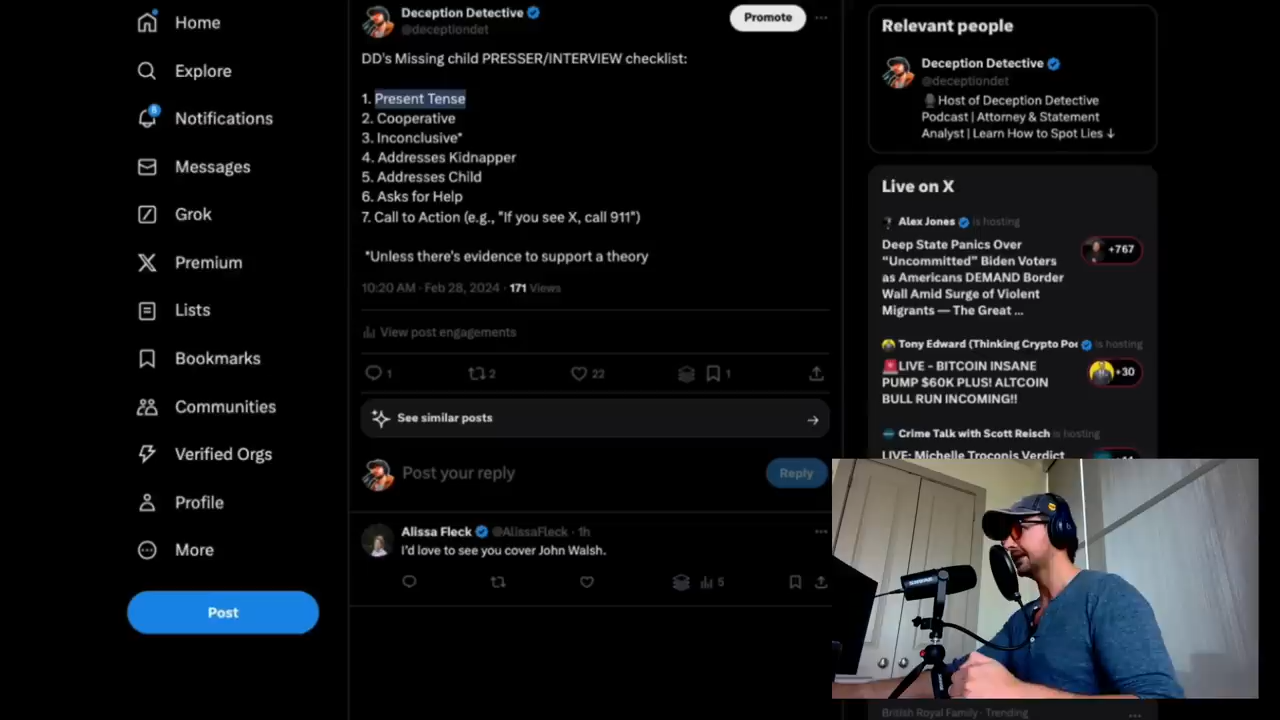 Home
Explore
8
Notifications
Messages
Grok
Premium
Lists
Bookmarks
Communities
Verified Orgs
Profile
More
Post
Deception Detective
@deceptiondet
Promote
DD's Missing child PRESSER/INTERVIEW checklist:
1. Present Tense
2. Cooperative
3. Inconclusive*
4. Addresses Kidnapper
5. Addresses Child
6. Asks for Help
7. Call to Action (e.g., "If you see X, call 911")
*Unless there's evidence to support a theory
10:20 AM · Feb 28, 2024 · 171 Views
View post engagements
1 2 22 1
See similar posts
Post your reply
Reply
Alissa Fleck @AlissaFleck · 1h
I'd love to see you cover John Walsh.
5
Relevant people
Deception Detective
@deceptiondet
Host of Deception Detective
Podcast | Attorney & Statement
Analyst | Learn How to Spot Lies ↓
Live on X
Alex Jones is hosting
Deep State Panics Over
"Uncommitted" Biden Voters
as Americans DEMAND Border
Wall Amid Surge of Violent
Migrants — The Great ...
+767
Tony Edward (Thinking Crypto Poc is hosting
LIVE - BITCOIN INSANE
PUMP $60K PLUS! ALTCOIN
BULL RUN INCOMING!!
+30
Crime Talk with Scott Reisch is hosting
LIVE: Michelle Troconis Verdict
British Royal Family · Trending